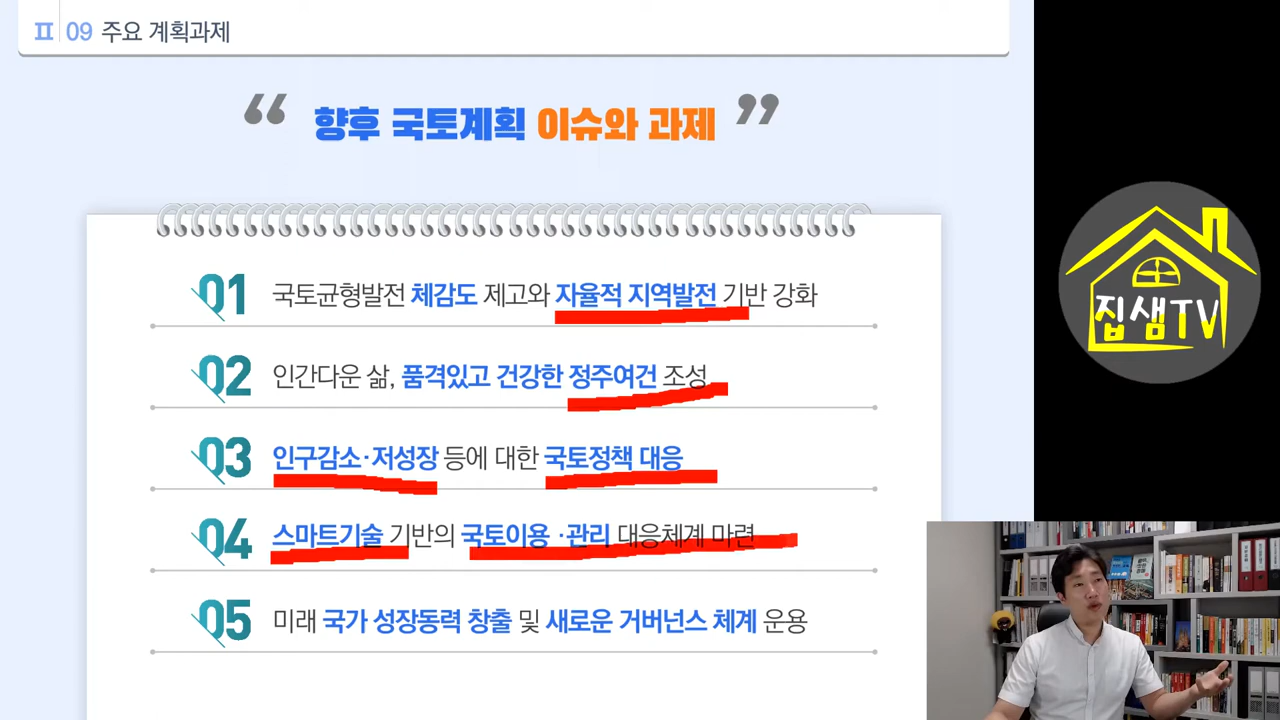 Ⅱ 09 주요 계획과제
“ 향후 국토계획 이슈와 과제 ”
01 국토균형발전 체감도 제고와 자율적 지역발전 기반 강화
02 인간다운 삶, 품격있고 건강한 정주여건 조성
03 인구감소·저성장 등에 대한 국토정책 대응
04 스마트기술 기반의 국토이용·관리 대응체계 마련
05 미래 국가 성장동력 창출 및 새로운 거버넌스 체계 운용
집샘TV